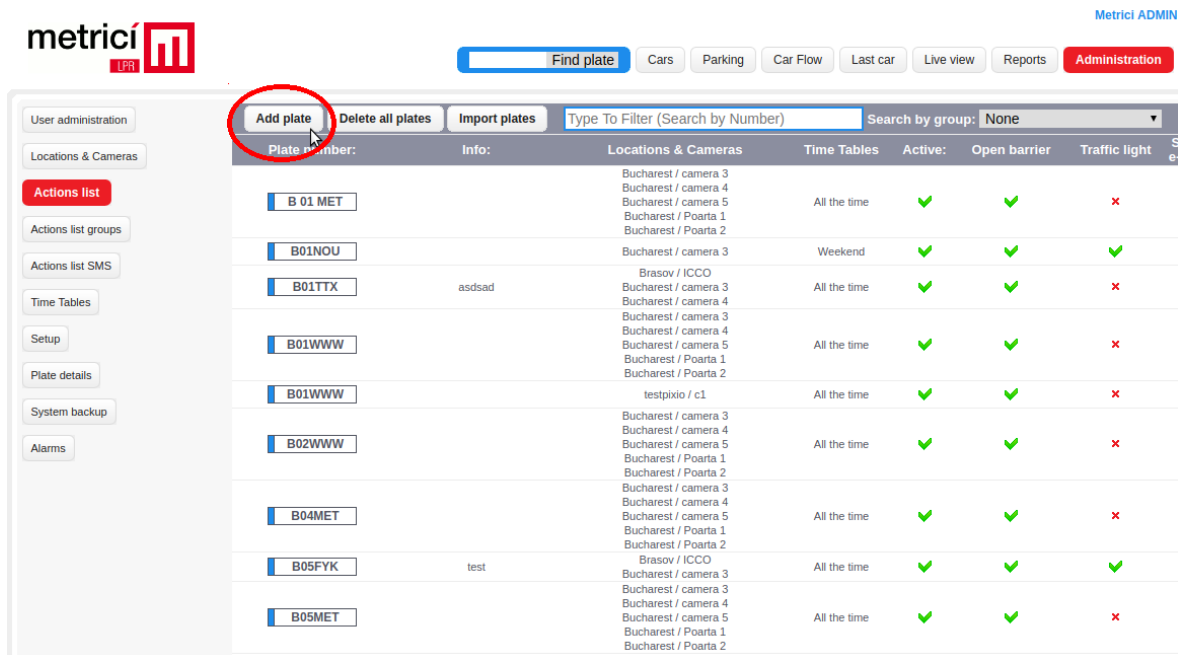 Metrici ADMIN
metricí
LPR
Find plate Cars Parking Car Flow Last car Live view Reports Administration
User administration
Locations & Cameras
Actions list
Actions list groups
Actions list SMS
Time Tables
Setup
Plate details
System backup
Alarms
Add plate Delete all plates Import plates Type To Filter (Search by Number) Search by group: None
Plate number: Info: Locations & Cameras Time Tables Active: Open barrier Traffic light
Bucharest / camera 3
Bucharest / camera 4
B 01 MET Bucharest / camera 5 All the time
Bucharest / Poarta 1
Bucharest / Poarta 2
B01NOU Bucharest / camera 3 Weekend
Brasov / ICCO
B01TTX asdsad Bucharest / camera 3 All the time
Bucharest / camera 4
Bucharest / camera 3
Bucharest / camera 4
B01WWW Bucharest / camera 5 All the time
Bucharest / Poarta 1
Bucharest / Poarta 2
B01WWW testpixio / c1 All the time
Bucharest / camera 3
Bucharest / camera 4
B02WWW Bucharest / camera 5 All the time
Bucharest / Poarta 1
Bucharest / Poarta 2
Bucharest / camera 3
Bucharest / camera 4
B04MET Bucharest / camera 5 All the time
Bucharest / Poarta 1
Bucharest / Poarta 2
Brasov / ICCO
B05FYK test Bucharest / camera 3 All the time
Bucharest / camera 3
Bucharest / camera 4
B05MET Bucharest / camera 5 All the time
Bucharest / Poarta 1
Bucharest / Poarta 2